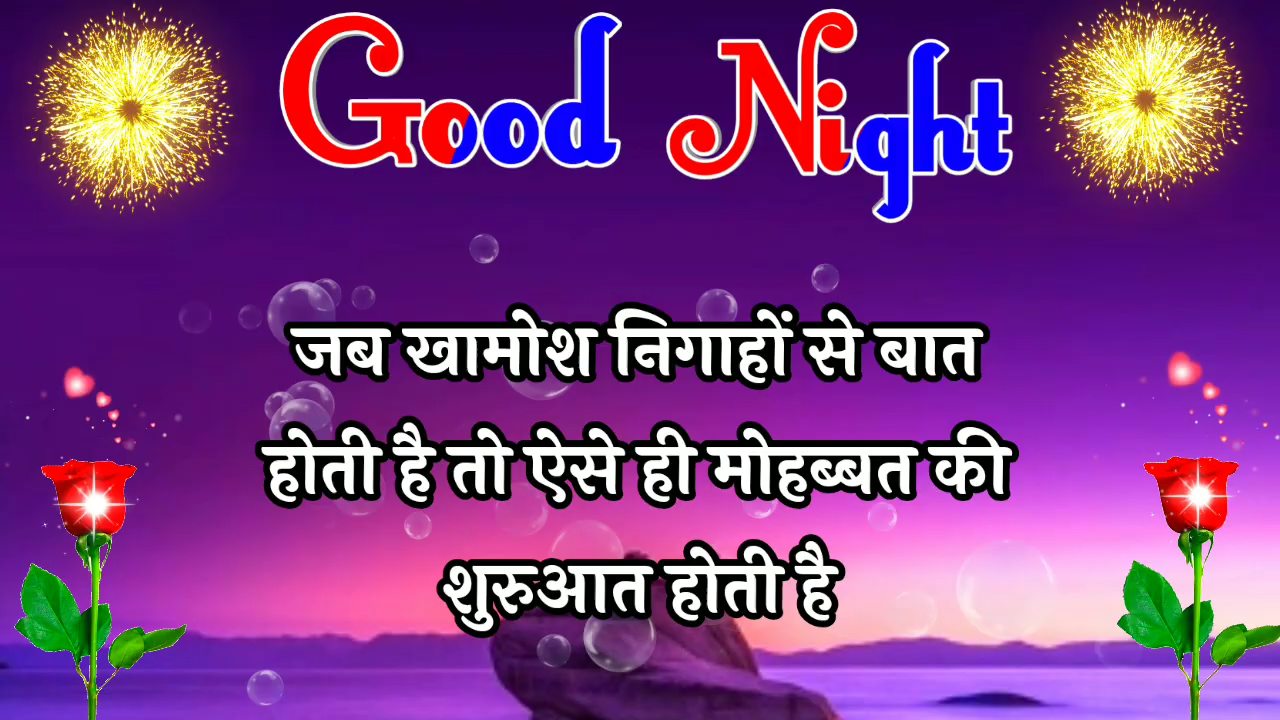 Good Night
जब खामोश निगाहों से बात
होती है तो ऐसे ही मोहब्बत की
शुरुआत होती है